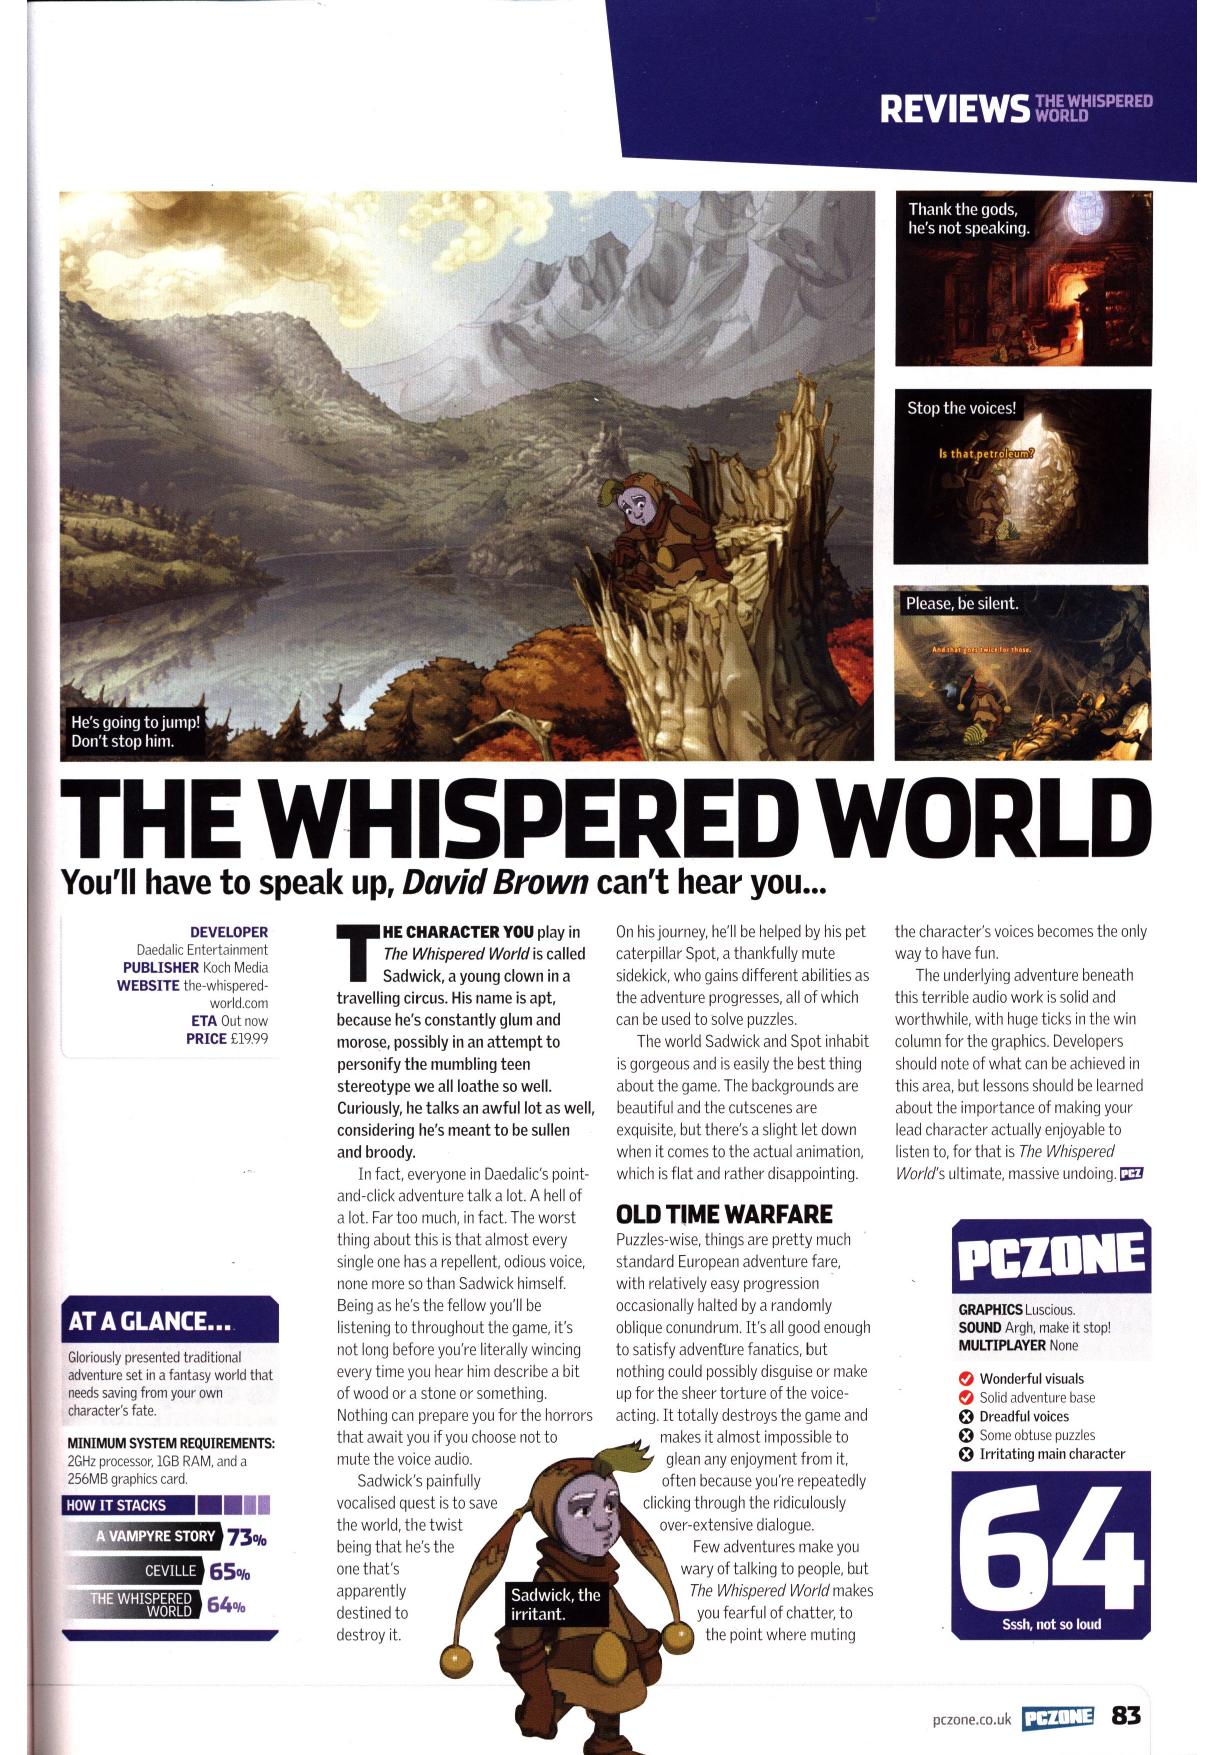 REVIEWS THE WHISPERED
WORLD
Thank the gods,
he's not speaking.
Stop the voices!
Is that petroleum?
Please, be silent.
And that goes twice for those.
He's going to jump!
Don't stop him.
THE WHISPERED WORLD
You'll have to speak up, David Brown can't hear you...
DEVELOPER
Daedalic Entertainment
PUBLISHER Koch Media
WEBSITE the-whispered-
world.com
ETA Out now
PRICE £19.99
THE CHARACTER YOU play in
The Whispered World is called
Sadwick, a young clown in a
travelling circus. His name is apt,
because he's constantly glum and
morose, possibly in an attempt to
personify the mumbling teen
stereotype we all loathe so well.
Curiously, he talks an awful lot as well,
considering he's meant to be sullen
and broody.
In fact, everyone in Daedalic's point-
and-click adventure talk a lot. A hell of
a lot. Far too much, in fact. The worst
thing about this is that almost every
single one has a repellent, odious voice,
none more so than Sadwick himself.
Being as he's the fellow you'll be
listening to throughout the game, it's
not long before you're literally wincing
every time you hear him describe a bit
of wood or a stone or something.
Nothing can prepare you for the horrors
that await you if you choose not to
mute the voice audio.
Sadwick's painfully
vocalised quest is to save
the world, the twist
being that he's the
one that's
apparently
destined to
destroy it.
On his journey, he'll be helped by his pet
caterpillar Spot, a thankfully mute
sidekick, who gains different abilities as
the adventure progresses, all of which
can be used to solve puzzles.
The world Sadwick and Spot inhabit
is gorgeous and is easily the best thing
about the game. The backgrounds are
beautiful and the cutscenes are
exquisite, but there's a slight let down
when it comes to the actual animation,
which is flat and rather disappointing.
OLD TIME WARFARE
Puzzles-wise, things are pretty much
standard European adventure fare,
with relatively easy progression
occasionally halted by a randomly
oblique conundrum. It's all good enough
to satisfy adventure fanatics, but
nothing could possibly disguise or make
up for the sheer torture of the voice-
acting. It totally destroys the game and
makes it almost impossible to
glean any enjoyment from it,
often because you're repeatedly
clicking through the ridiculously
over-extensive dialogue.
Few adventures make you
wary of talking to people, but
The Whispered World makes
you fearful of chatter, to
the point where muting
the character's voices becomes the only
way to have fun.
The underlying adventure beneath
this terrible audio work is solid and
worthwhile, with huge ticks in the win
column for the graphics. Developers
should note of what can be achieved in
this area, but lessons should be learned
about the importance of making your
lead character actually enjoyable to
listen to, for that is The Whispered
World's ultimate, massive undoing. PCZ
Sadwick, the
irritant.
AT A GLANCE...
Gloriously presented traditional
adventure set in a fantasy world that
needs saving from your own
character's fate.
MINIMUM SYSTEM REQUIREMENTS:
2GHz processor, 1GB RAM, and a
256MB graphics card.
HOW IT STACKS
A VAMPYRE STORY 73%
CEVILLE 65%
THE WHISPERED
WORLD 64%
PCZONE
GRAPHICS Luscious.
SOUND Argh, make it stop!
MULTIPLAYER None
Wonderful visuals
Solid adventure base
Dreadful voices
Some obtuse puzzles
Irritating main character
64
Sssh, not so loud
pczone.co.uk PCZONE 83